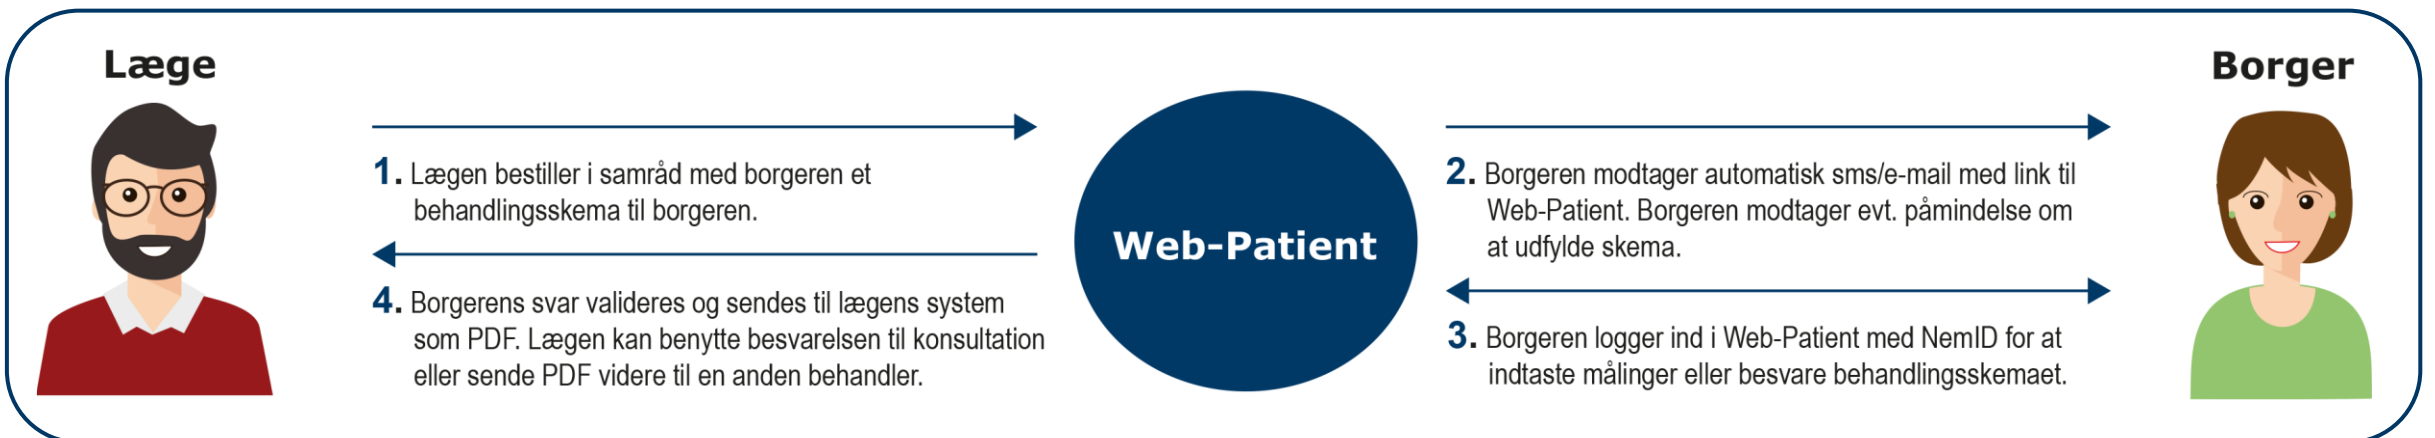 Læge
1. Lægen bestiller i samråd med borgeren et
behandlingsskema til borgeren.
4. Borgerens svar valideres og sendes til lægens system
som PDF. Lægen kan benytte besvarelsen til konsultation
eller sende PDF videre til en anden behandler.
Web-Patient
Borger
2. Borgeren modtager automatisk sms/e-mail med link til
Web-Patient. Borgeren modtager evt. påmindelse om
at udfylde skema.
3. Borgeren logger ind i Web-Patient med NemID for at
indtaste målinger eller besvare behandlingsskemaet.